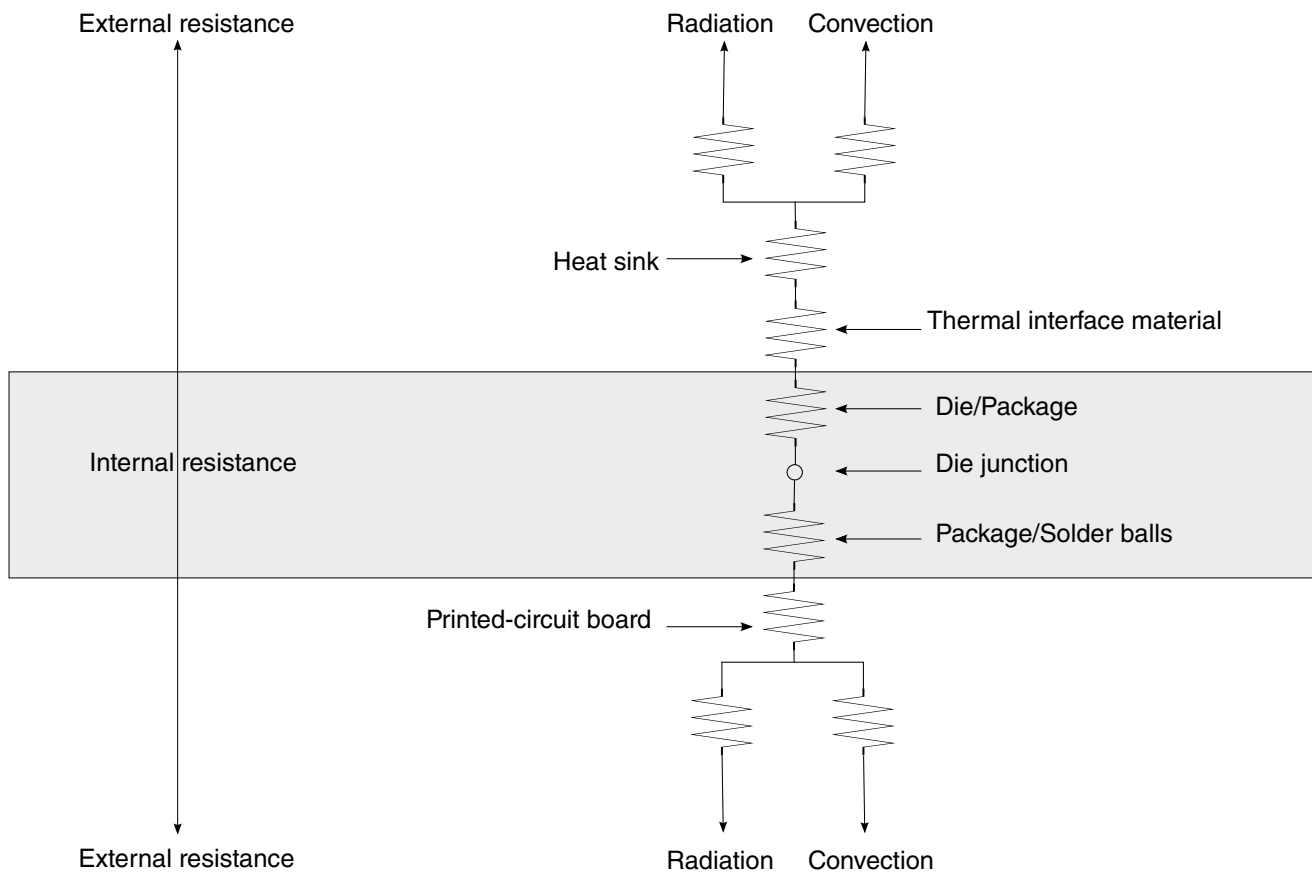 External resistance
Radiation
Convection
Heat sink
Thermal interface material
Die/Package
Internal resistance
Die junction
Package/Solder balls
Printed-circuit board
External resistance
Radiation
Convection